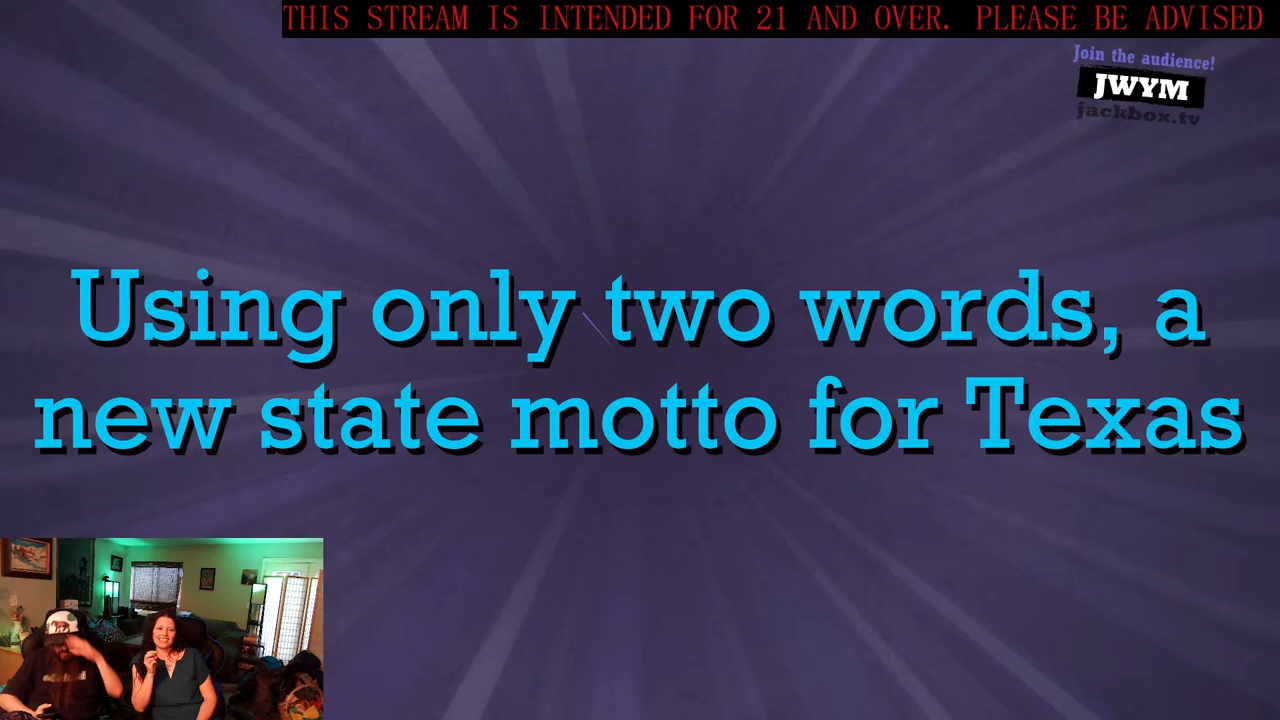 THIS STREAM IS INTENDED FOR 21 AND OVER. PLEASE BE ADVISED
Join the audience!
JWYM
jackbox.tv
Using only two words, a
new state motto for Texas